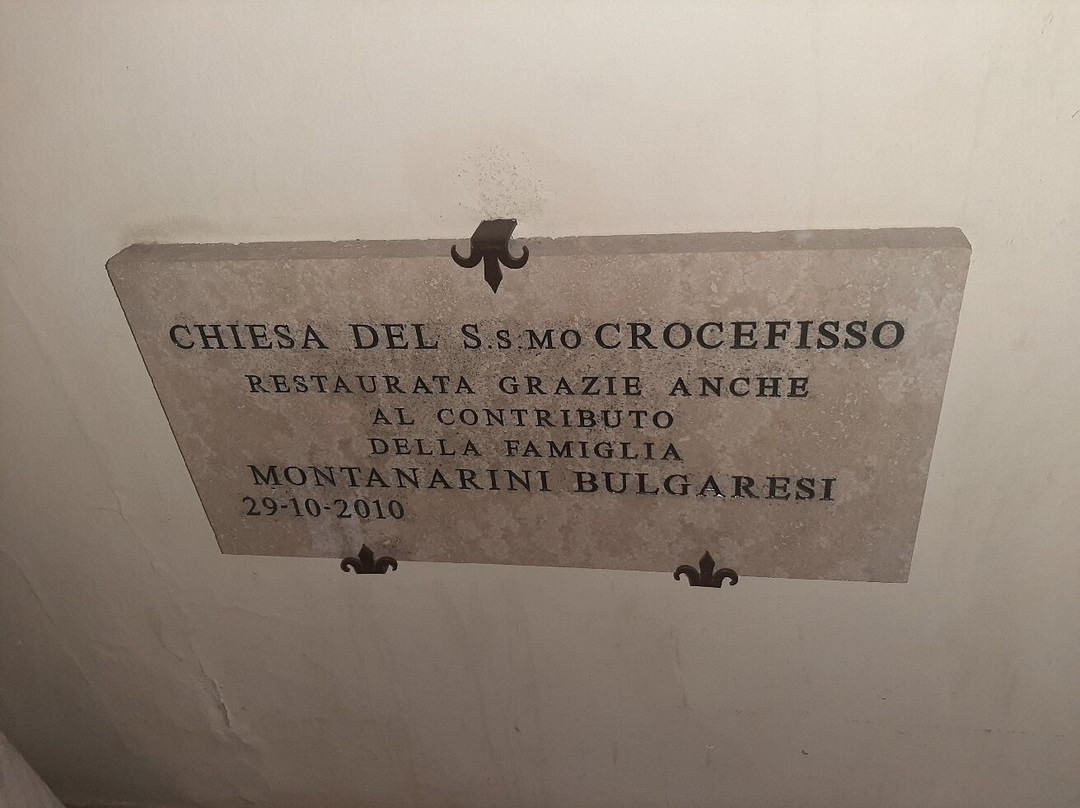 CHIESA DEL S.S.MO CROCEFISSO
RESTAURATA GRAZIE ANCHE
AL CONTRIBUTO
DELLA FAMIGLIA
MONTANARINI BULGARESI
29-10-2010